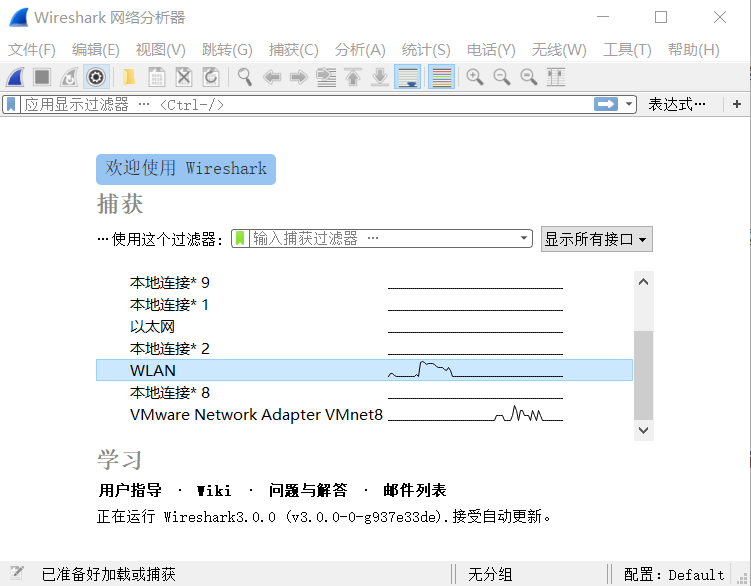 Wireshark 网络分析器
文件(F) 编辑(E) 视图(V) 跳转(G) 捕获(C) 分析(A) 统计(S) 电话(Y) 无线(W) 工具(T) 帮助(H)
应用显示过滤器 … <Ctrl-/> 表达式… +
欢迎使用 Wireshark
捕获
…使用这个过滤器: 输入捕获过滤器 … 显示所有接口
本地连接* 9
本地连接* 1
以太网
本地连接* 2
WLAN
本地连接* 8
VMware Network Adapter VMnet8
学习
用户指导 · Wiki · 问题与解答 · 邮件列表
正在运行 Wireshark3.0.0 (v3.0.0-0-g937e33de).接受自动更新。
已准备好加载或捕获 无分组 配置: Default